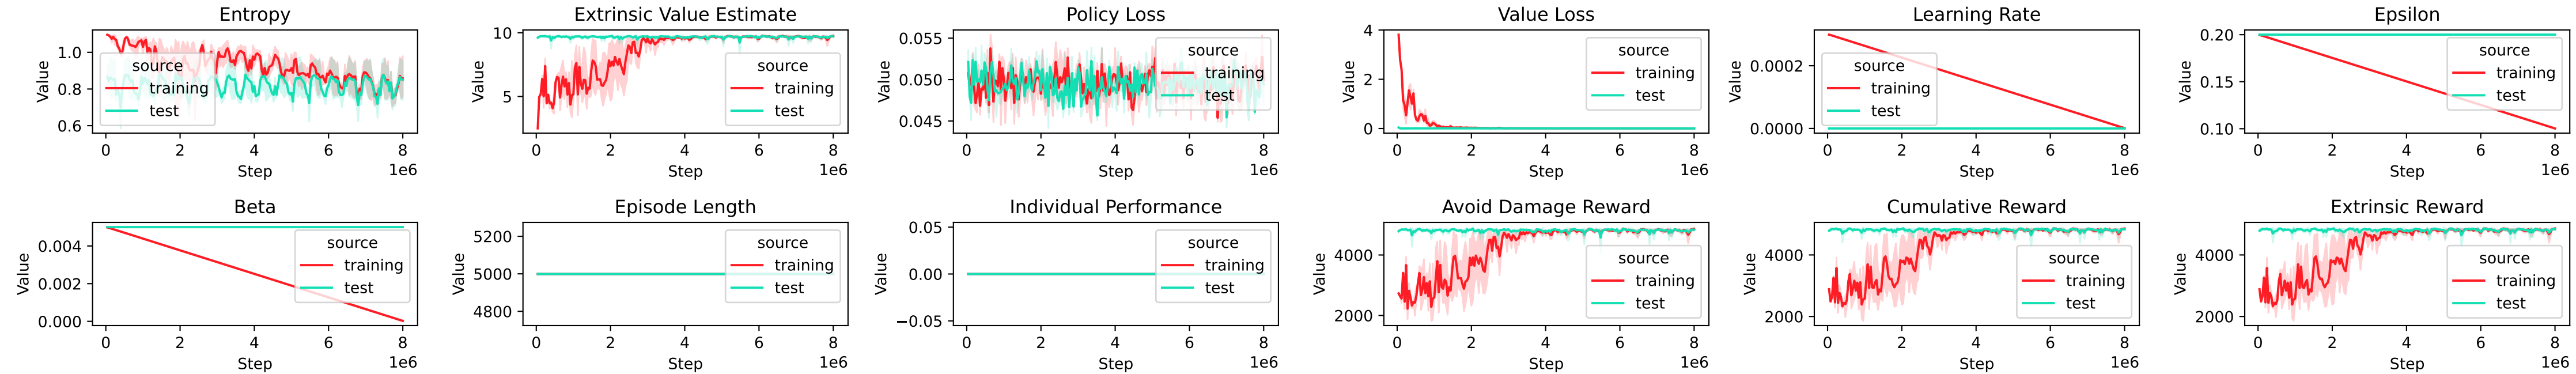 Entropy
Extrinsic Value Estimate
Policy Loss
Value Loss
Learning Rate
Epsilon
Value
1.0
0.8
0.6
source
training
test
0 2 4 6 8
Step
1e6
Value
10
5
source
training
test
0 2 4 6 8
Step
1e6
Value
0.055
0.050
0.045
source
training
test
0 2 4 6 8
Step
1e6
Value
4
2
0
source
training
test
0 2 4 6 8
Step
1e6
Value
0.0002
0.0000
source
training
test
0 2 4 6 8
Step
1e6
Value
0.20
0.15
0.10
source
training
test
0 2 4 6 8
Step
1e6
Beta
Episode Length
Individual Performance
Avoid Damage Reward
Cumulative Reward
Extrinsic Reward
Value
0.004
0.002
0.000
source
training
test
0 2 4 6 8
Step
1e6
Value
5200
5000
4800
source
training
test
0 2 4 6 8
Step
1e6
Value
0.05
0.00
−0.05
source
training
test
0 2 4 6 8
Step
1e6
Value
4000
2000
source
training
test
0 2 4 6 8
Step
1e6
Value
4000
2000
source
training
test
0 2 4 6 8
Step
1e6
Value
4000
2000
source
training
test
0 2 4 6 8
Step
1e6